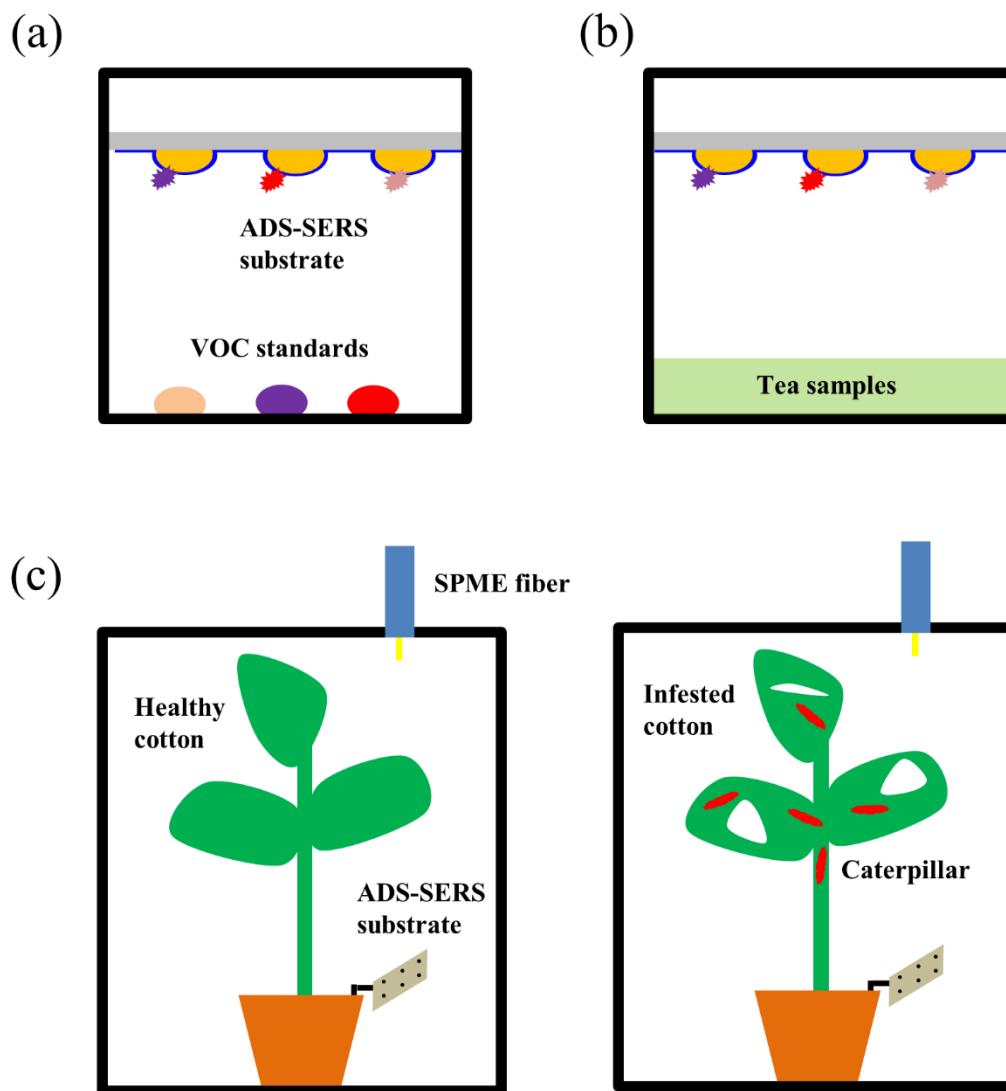 (a)
ADS-SERS
substrate
VOC standards
(b)
Tea samples
(c)
SPME fiber
Healthy
cotton
ADS-SERS
substrate
Infested
cotton
Caterpillar